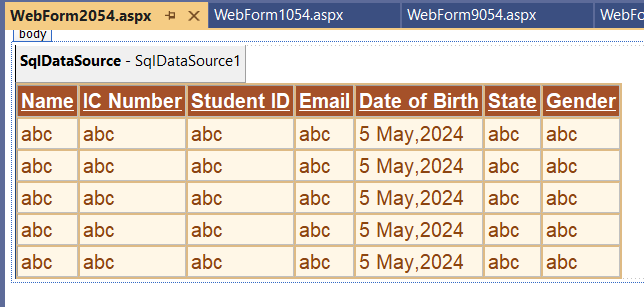 WebForm2054.aspx WebForm1054.aspx WebForm9054.aspx WebFo
body
SqlDataSource - SqlDataSource1
Name IC Number Student ID Email Date of Birth State Gender
abc abc abc abc 5 May,2024 abc abc
abc abc abc abc 5 May,2024 abc abc
abc abc abc abc 5 May,2024 abc abc
abc abc abc abc 5 May,2024 abc abc
abc abc abc abc 5 May,2024 abc abc